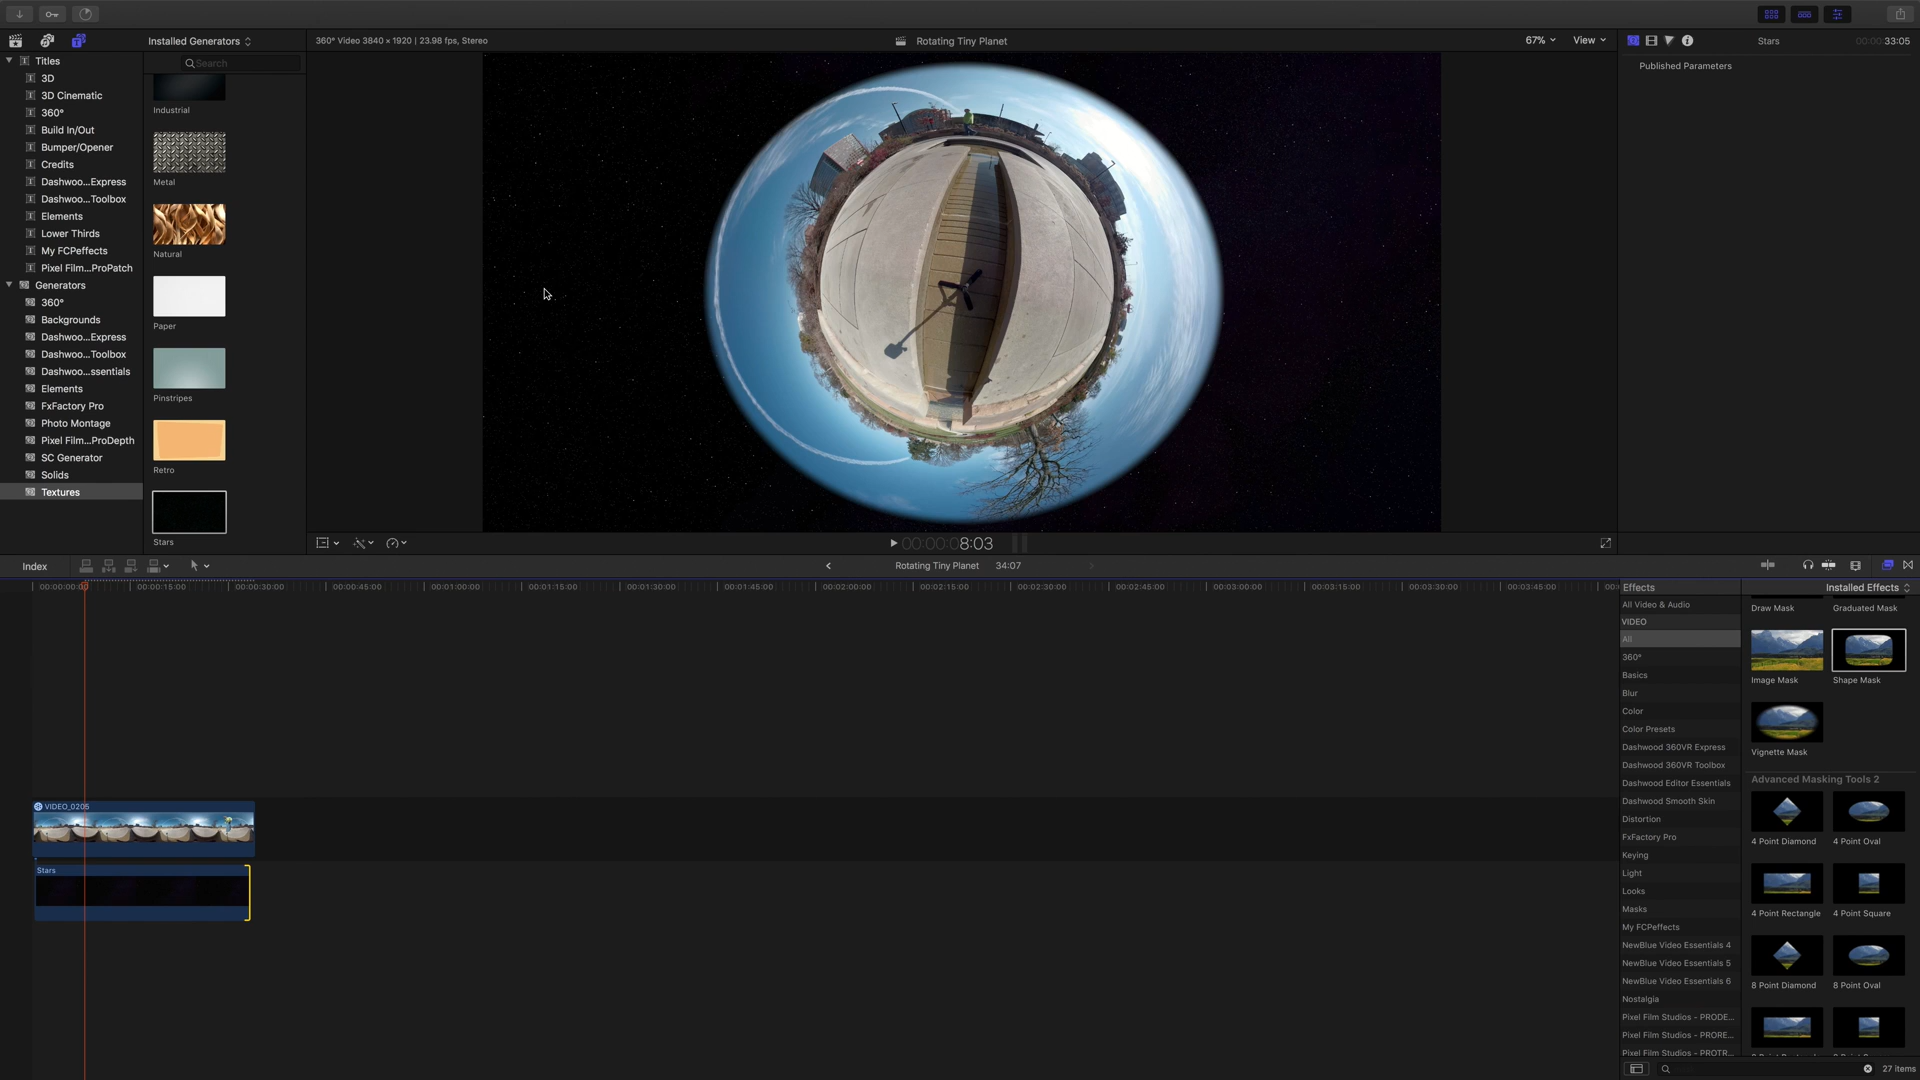 Installed Generators
360° Video 3840 × 1920 | 23.98 fps, Stereo
Rotating Tiny Planet
67%
View
Stars
00:00:33:05
Titles
3D
3D Cinematic
360°
Build In/Out
Bumper/Opener
Credits
Dashwoo...Express
Dashwoo...Toolbox
Elements
Lower Thirds
My FCPeffects
Pixel Film...ProPatch
Generators
360°
Backgrounds
Dashwoo...Express
Dashwoo...Toolbox
Dashwoo...ssentials
Elements
FxFactory Pro
Photo Montage
Pixel Film...ProDepth
SC Generator
Solids
Textures
Search
Industrial
Metal
Natural
Paper
Pinstripes
Retro
Stars
Published Parameters
00:00:08:03
Index
Rotating Tiny Planet
34:07
00:00:00:00
00:00:15:00
00:00:30:00
00:00:45:00
00:01:00:00
00:01:15:00
00:01:30:00
00:01:45:00
00:02:00:00
00:02:15:00
00:02:30:00
00:02:45:00
00:03:00:00
00:03:15:00
00:03:30:00
00:03:45:00
VIDEO_0205
Stars
Effects
Installed Effects
All Video & Audio
VIDEO
All
360°
Basics
Blur
Color
Color Presets
Dashwood 360VR Express
Dashwood 360VR Toolbox
Dashwood Editor Essentials
Dashwood Smooth Skin
Distortion
FxFactory Pro
Keying
Light
Looks
Masks
My FCPeffects
NewBlue Video Essentials 4
NewBlue Video Essentials 5
NewBlue Video Essentials 6
Nostalgia
Pixel Film Studios - PRODE...
Pixel Film Studios - PRORE...
Pixel Film Studios - PROTR...
Draw Mask
Graduated Mask
Image Mask
Shape Mask
Vignette Mask
Advanced Masking Tools 2
4 Point Diamond
4 Point Oval
4 Point Rectangle
4 Point Square
8 Point Diamond
8 Point Oval
27 items